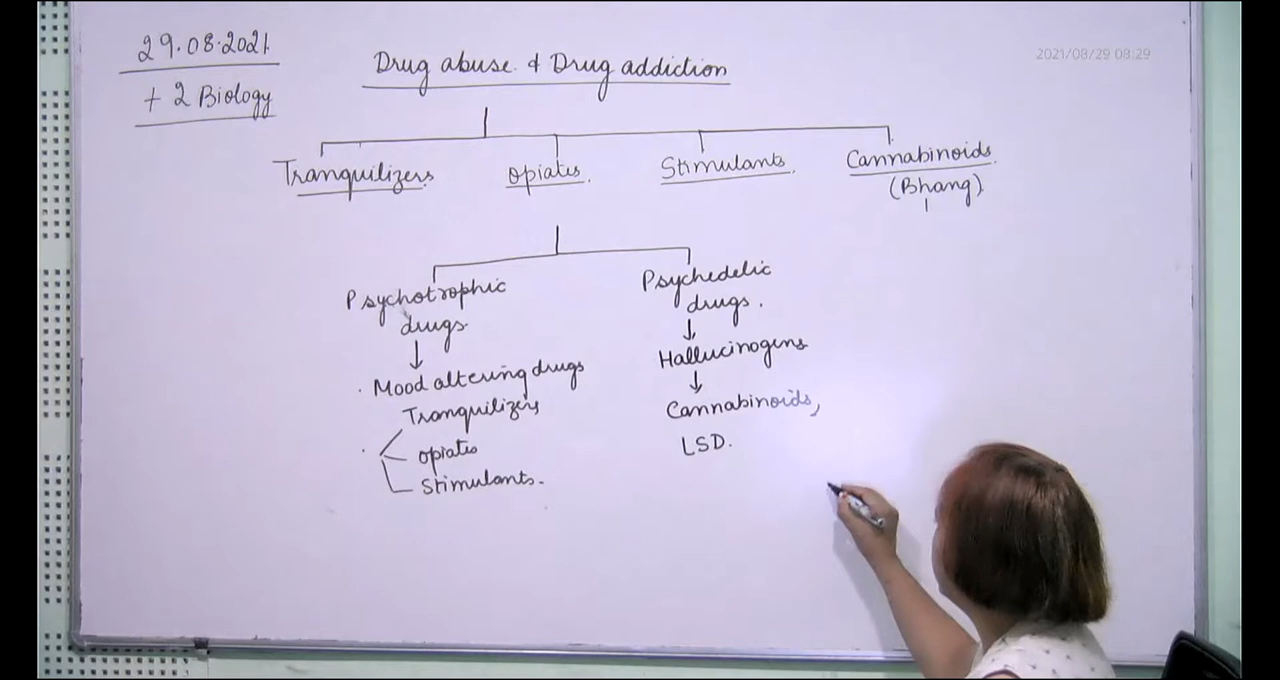 29.08.2021
+ 2 Biology
2021/08/29 08:29
Drug abuse & Drug addiction
Tranquilizers.
opiates.
Stimulants.
Cannabinoids.
(Bhang)
Psychotrophic
drugs.
Mood altering drugs
Tranquilizers
opiates
Stimulants.
Psychedelic
drugs.
Hallucinogens
Cannabinoids,
LSD.